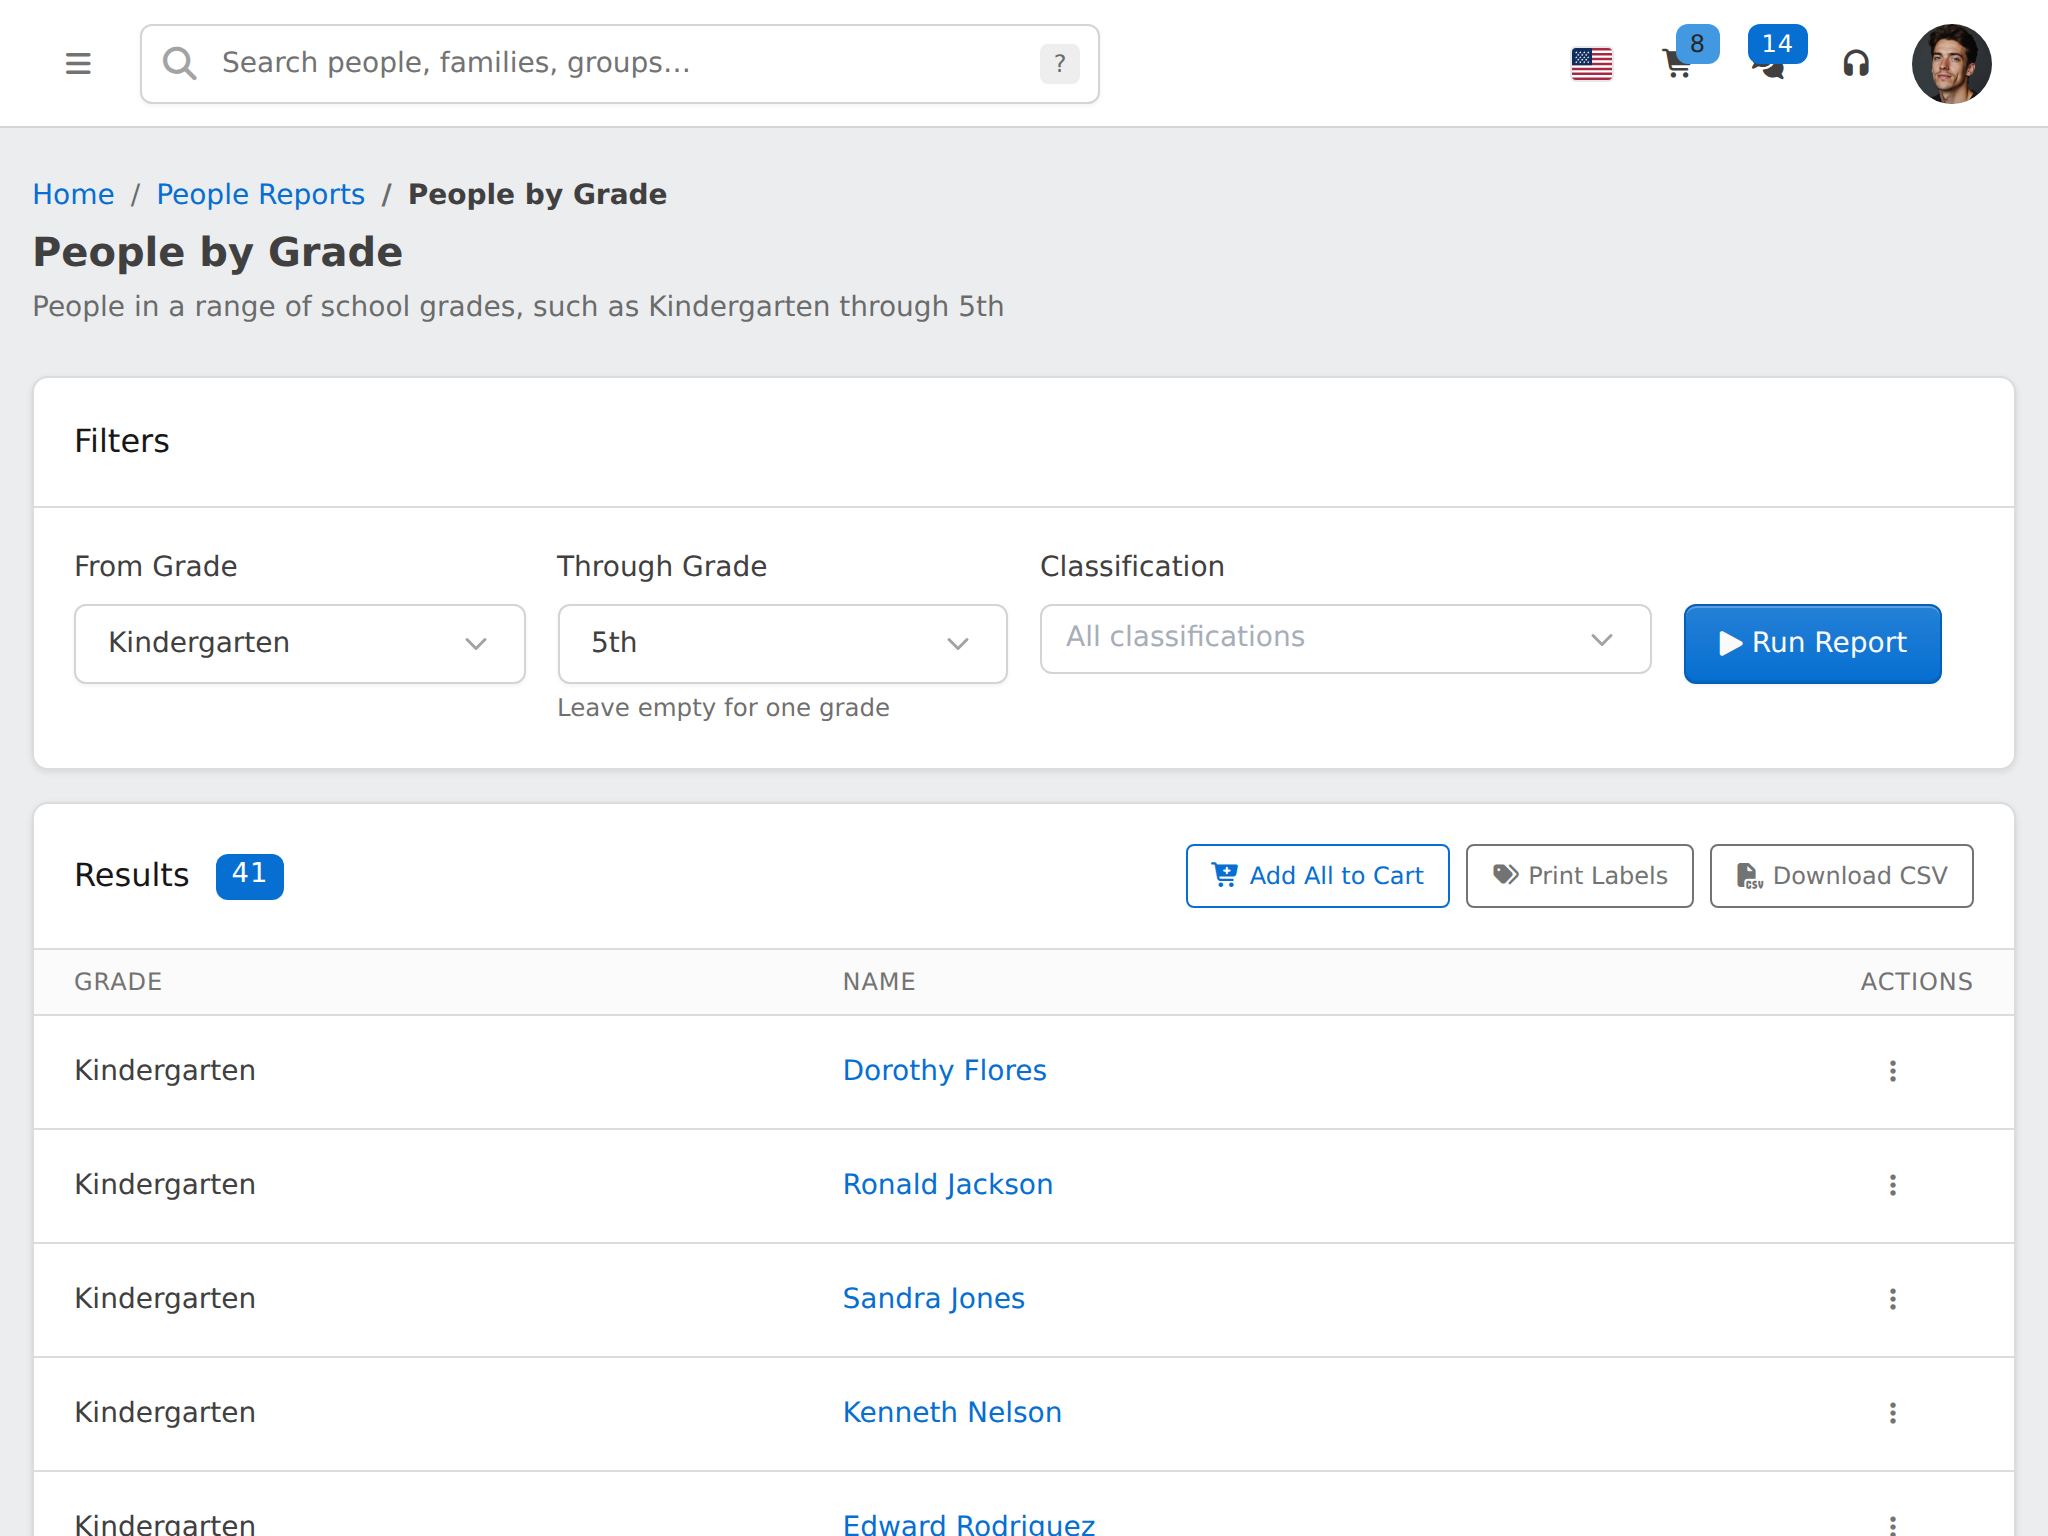 Search people, families, groups...
?
8
14
Home / People Reports / People by Grade
People by Grade
People in a range of school grades, such as Kindergarten through 5th
Filters
From Grade
Through Grade
Classification
Kindergarten
5th
All classifications
Run Report
Leave empty for one grade
Results 41
Add All to Cart
Print Labels
CSV
Download CSV
GRADE NAME ACTIONS
Kindergarten Dorothy Flores
Kindergarten Ronald Jackson
Kindergarten Sandra Jones
Kindergarten Kenneth Nelson
Kindergarten Edward Rodriguez